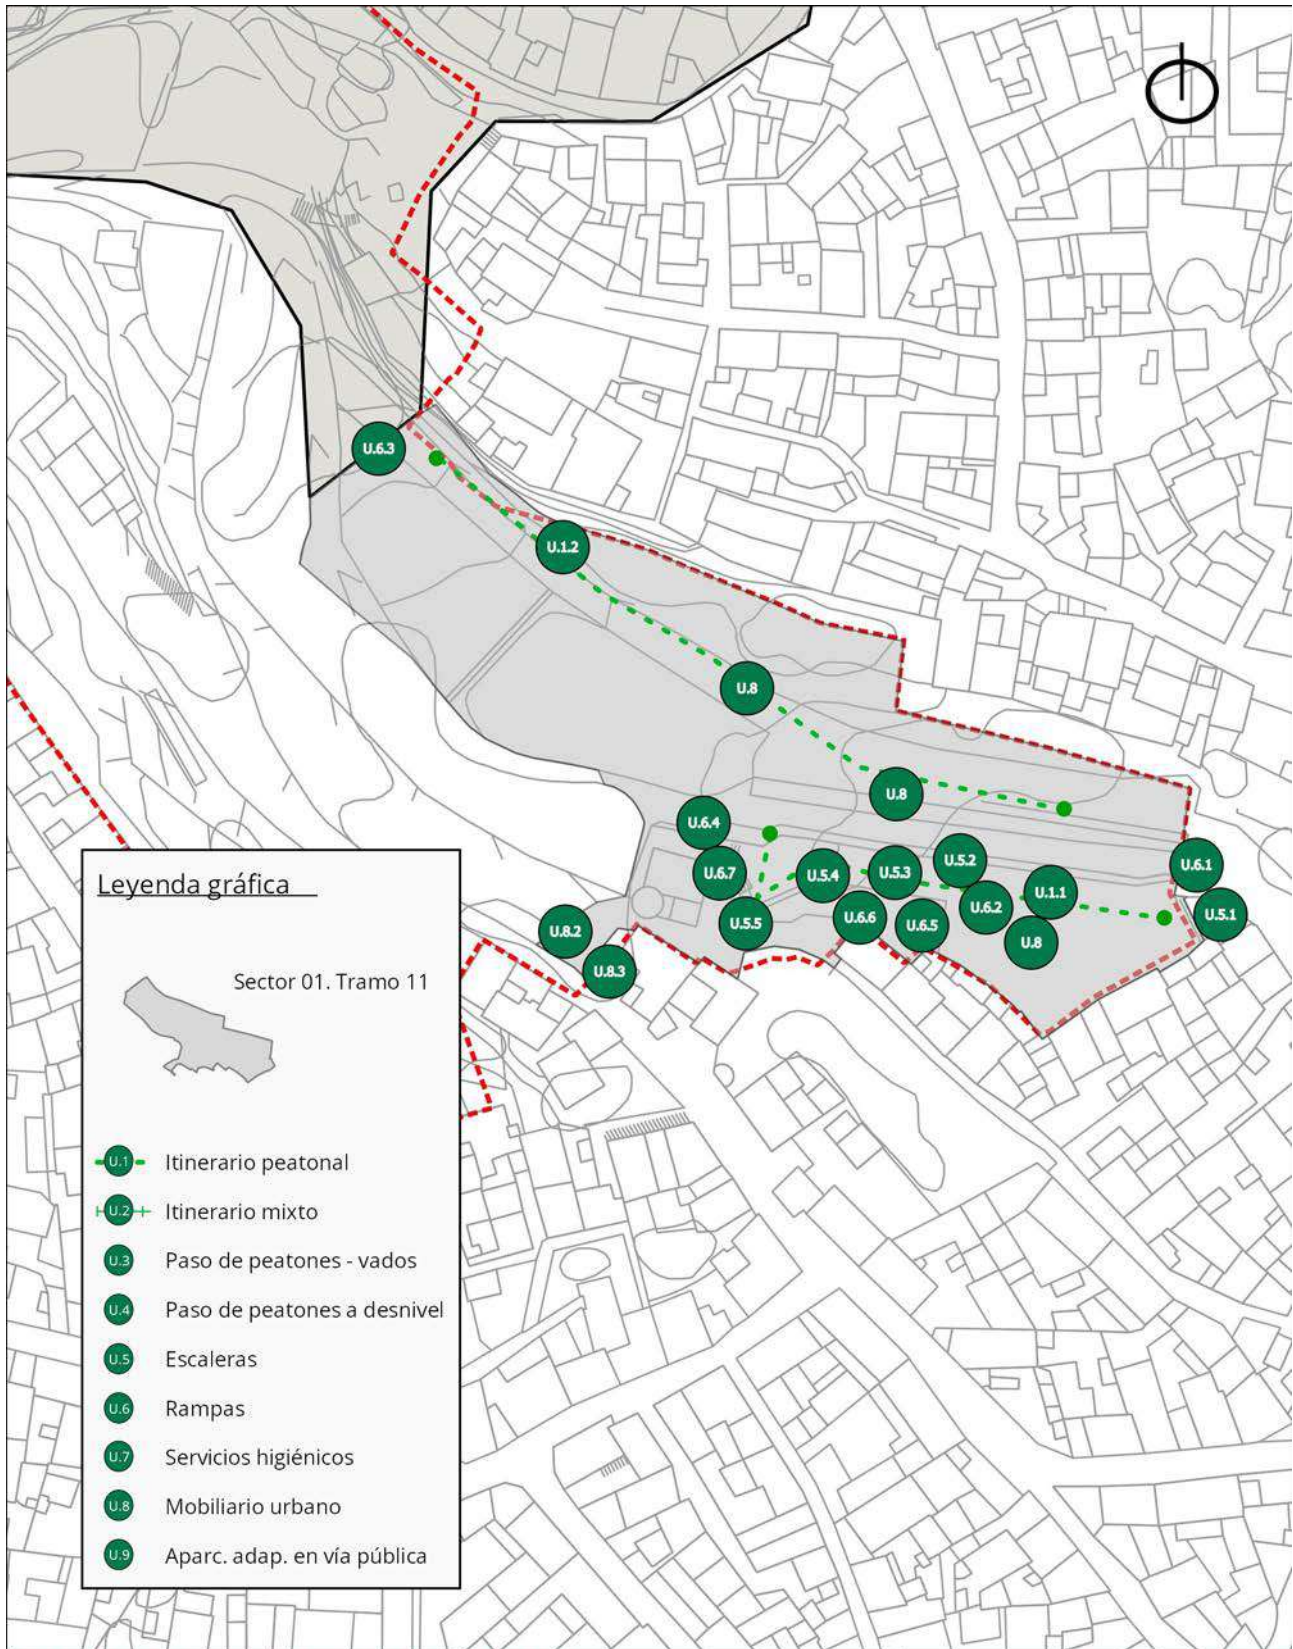 U.6.3
U.1.2
U.8
U.8
U.6.4
U.6.7
U.5.4
U.5.3
U.5.2
U.1.1
U.6.1
U.5.1
U.5.5
U.6.6
U.6.5
U.6.2
U.8
U.8.2
U.8.3
Leyenda gráfica
Sector 01. Tramo 11
U.1 Itinerario peatonal
U.2 Itinerario mixto
U.3 Paso de peatones - vados
U.4 Paso de peatones a desnivel
U.5 Escaleras
U.6 Rampas
U.7 Servicios higiénicos
U.8 Mobiliario urbano
U.9 Aparc. adap. en vía pública